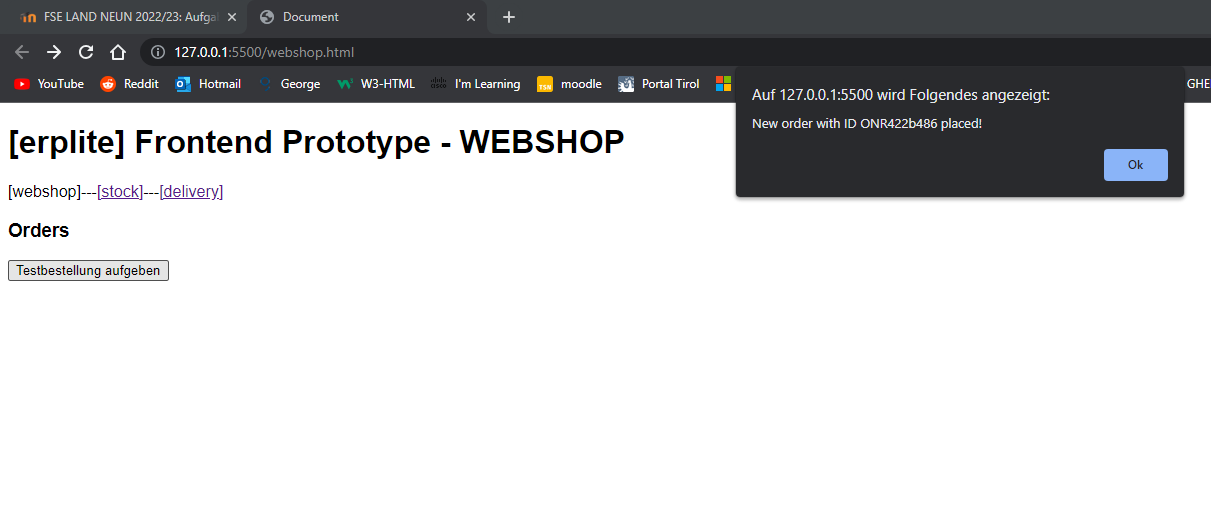 FSE LAND NEUN 2022/23: Aufga
Document
127.0.0.1:5500/webshop.html
YouTube Reddit Hotmail George W3-HTML I'm Learning moodle Portal Tirol GHE
Auf 127.0.0.1:5500 wird Folgendes angezeigt:
New order with ID ONR422b486 placed!
Ok
[erplite] Frontend Prototype - WEBSHOP
[webshop]---[stock]---[delivery]
Orders
Testbestellung aufgeben